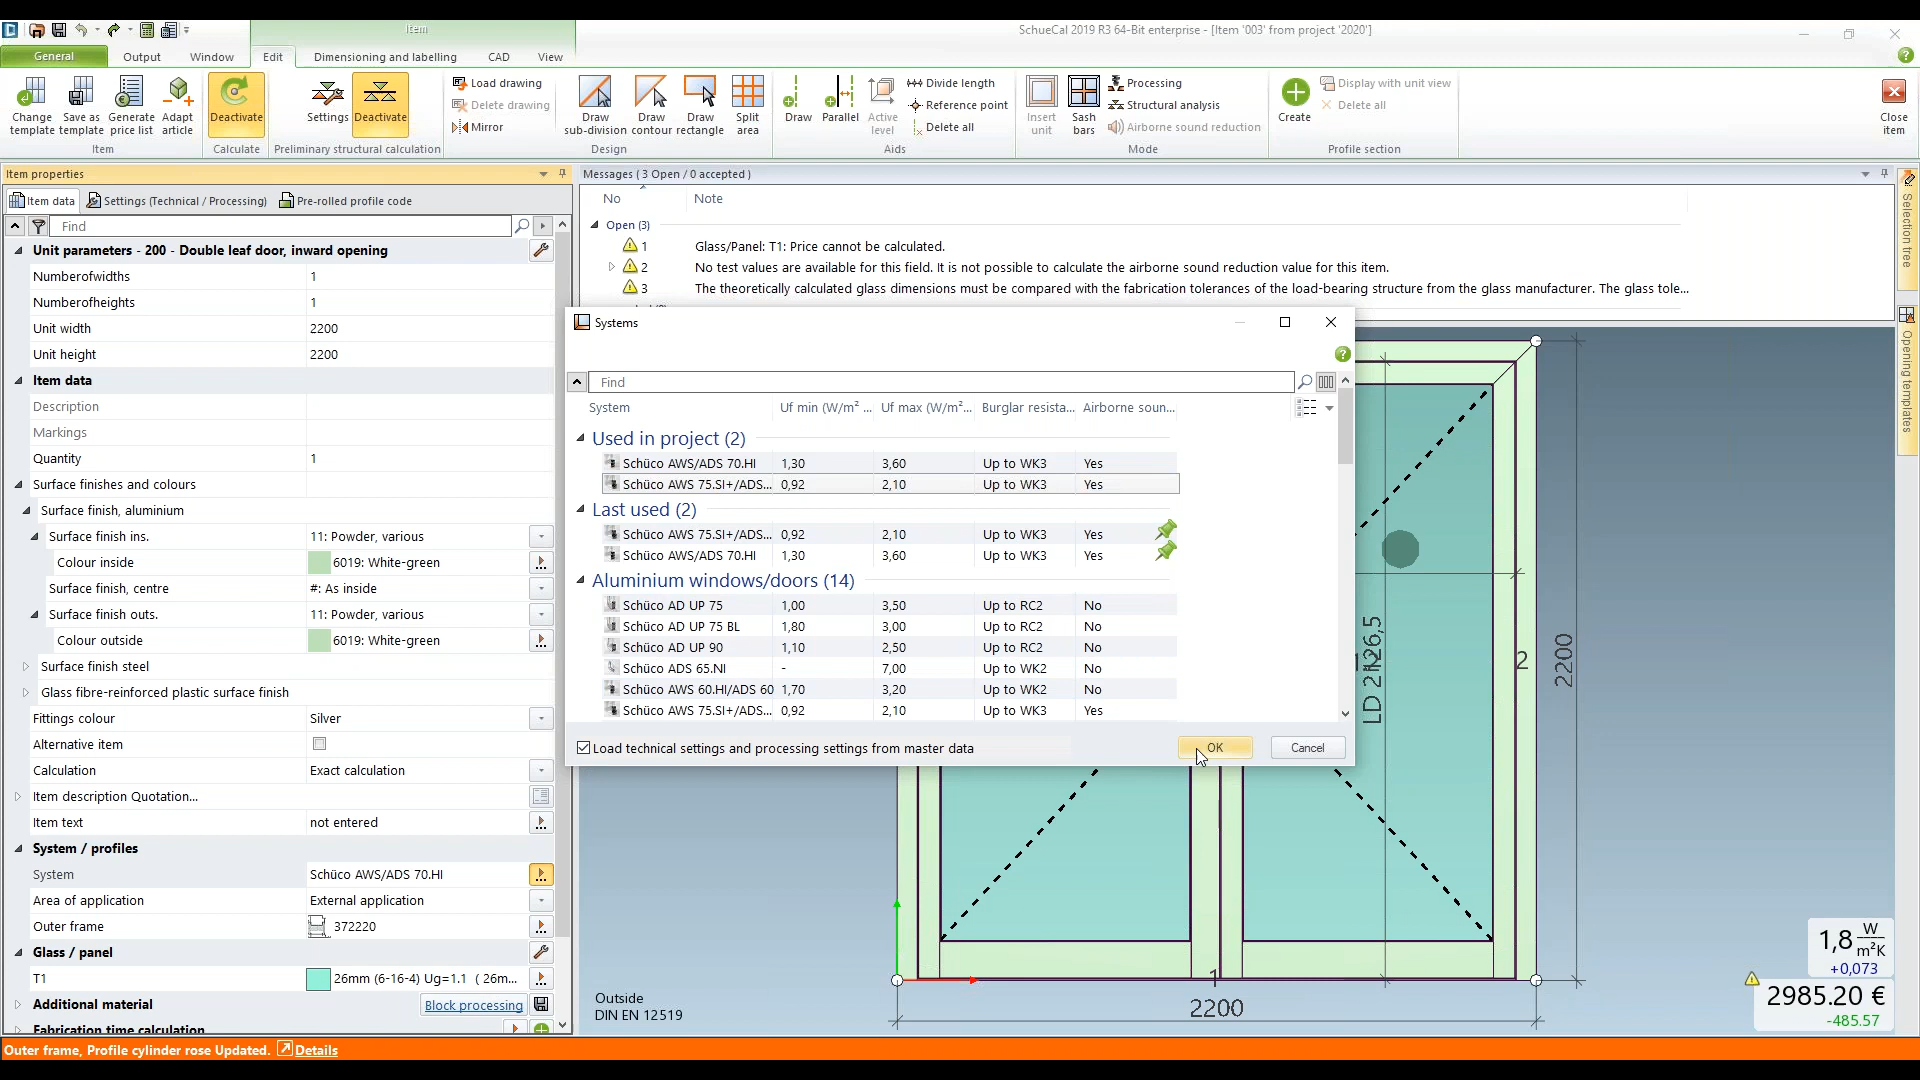 Item
SchueCal 2019 R3 64-Bit enterprise - [Item '003' from project '2020']
General
Output
Window
Edit
Dimensioning and labelling
CAD
View
Change template
Save as template
Generate price list
Adapt article
Item
Deactivate
Calculate
Settings
Deactivate
Preliminary structural calculation
Load drawing
Delete drawing
Mirror
Draw sub-division
Draw contour
Draw rectangle
Split area
Design
Draw
Parallel
Active level
Divide length
Reference point
Delete all
Aids
Insert unit
Sash bars
Processing
Structural analysis
Airborne sound reduction
Mode
Create
Display with unit view
Delete all
Profile section
Close item
Item properties
Item data
Settings (Technical / Processing)
Pre-rolled profile code
Find
Unit parameters - 200 - Double leaf door, inward opening
Numberofwidths 1
Numberofheights 1
Unit width 2200
Unit height 2200
Item data
Description
Markings
Quantity 1
Surface finishes and colours
Surface finish, aluminium
Surface finish ins. 11: Powder, various
Colour inside 6019: White-green
Surface finish, centre #: As inside
Surface finish outs. 11: Powder, various
Colour outside 6019: White-green
Surface finish steel
Glass fibre-reinforced plastic surface finish
Fittings colour Silver
Alternative item
Calculation Exact calculation
Item description Quotation...
Item text not entered
System / profiles
System Schüco AWS/ADS 70.HI
Area of application External application
Outer frame 372220
Glass / panel
T1 26mm (6-16-4) Ug=1.1 ( 26m...
Additional material Block processing
Fabrication time calculation
Messages ( 3 Open / 0 accepted )
No Note
Open (3)
1 Glass/Panel: T1: Price cannot be calculated.
2 No test values are available for this field. It is not possible to calculate the airborne sound reduction value for this item.
3 The theoretically calculated glass dimensions must be compared with the fabrication tolerances of the load-bearing structure from the glass manufacturer. The glass tole...
Systems
Find
System Uf min (W/m² ... Uf max (W/m²... Burglar resista... Airborne soun...
Used in project (2)
Schüco AWS/ADS 70.HI 1,30 3,60 Up to WK3 Yes
Schüco AWS 75.SI+/ADS... 0,92 2,10 Up to WK3 Yes
Last used (2)
Schüco AWS 75.SI+/ADS... 0,92 2,10 Up to WK3 Yes
Schüco AWS/ADS 70.HI 1,30 3,60 Up to WK3 Yes
Aluminium windows/doors (14)
Schüco AD UP 75 1,00 3,50 Up to RC2 No
Schüco AD UP 75 BL 1,80 3,00 Up to RC2 No
Schüco AD UP 90 1,10 2,50 Up to RC2 No
Schüco ADS 65.NI - 7,00 Up to WK2 No
Schüco AWS 60.HI/ADS 60 1,70 3,20 Up to WK2 No
Schüco AWS 75.SI+/ADS... 0,92 2,10 Up to WK3 Yes
Load technical settings and processing settings from master data
OK
Cancel
2
2200
1
2200
Outside
DIN EN 12519
1,8 W/m²K
+0,073
2985.20 €
-485.57
Selection tree
Opening templates
Outer frame, Profile cylinder rose Updated. Details